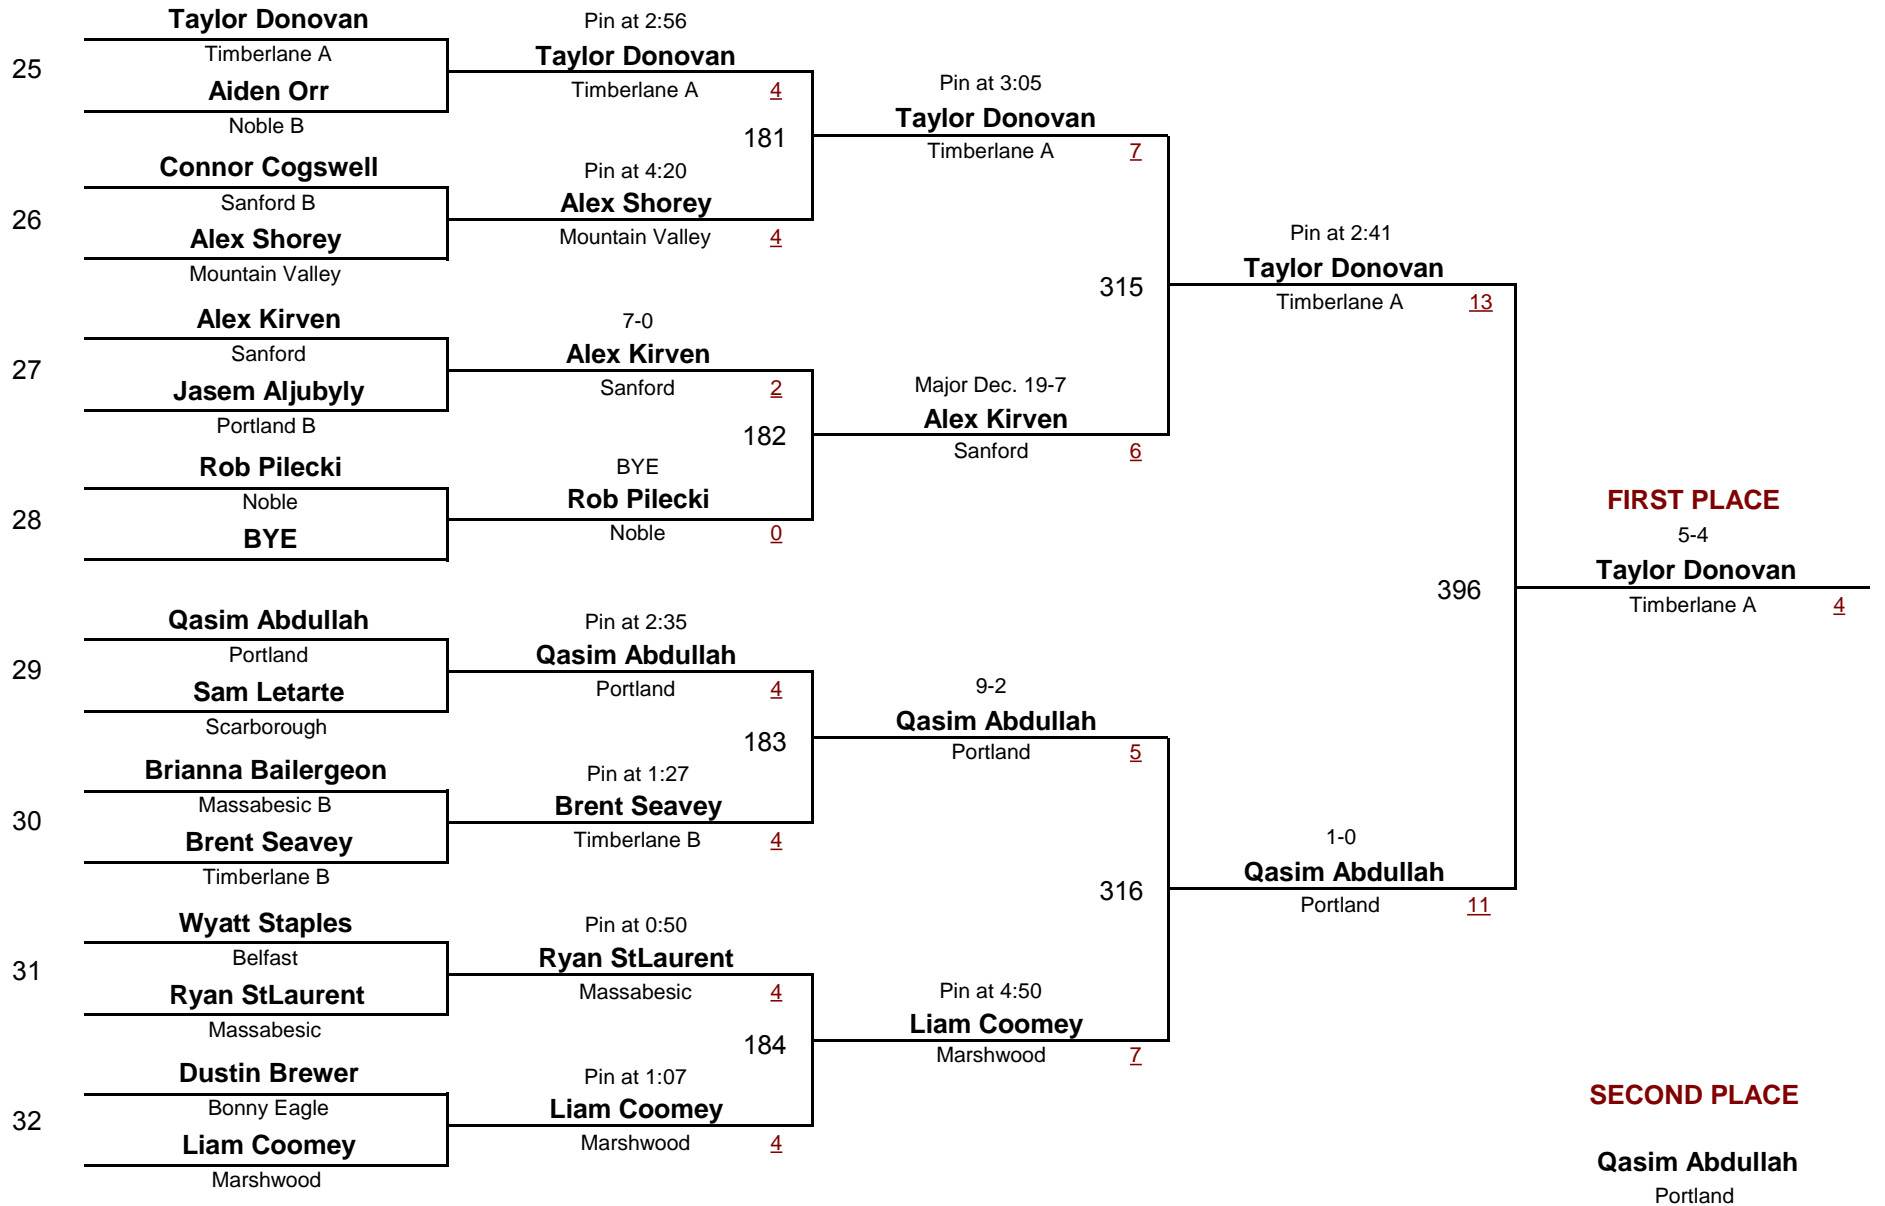 Taylor Donovan
25
Timberlane A
Aiden Orr
Noble B
Connor Cogswell
26
Sanford B
Alex Shorey
Mountain Valley
Alex Kirven
27
Sanford
Jasem Aljubyly
Portland B
Rob Pilecki
28
Noble
BYE
Qasim Abdullah
29
Portland
Sam Letarte
Scarborough
Brianna Bailergeon
30
Massabesic B
Brent Seavey
Timberlane B
Wyatt Staples
31
Belfast
Ryan StLaurent
Massabesic
Dustin Brewer
32
Bonny Eagle
Liam Coomey
Marshwood
Pin at 2:56
Taylor Donovan
Timberlane A 4
181
Pin at 4:20
Alex Shorey
Mountain Valley 4
7-0
Alex Kirven
Sanford 2
182
BYE
Rob Pilecki
Noble 0
Pin at 2:35
Qasim Abdullah
Portland 4
183
Pin at 1:27
Brent Seavey
Timberlane B 4
Pin at 0:50
Ryan StLaurent
Massabesic 4
184
Pin at 1:07
Liam Coomey
Marshwood 4
Pin at 3:05
Taylor Donovan
Timberlane A 7
315
Major Dec. 19-7
Alex Kirven
Sanford 6
9-2
Qasim Abdullah
Portland 5
316
Pin at 4:50
Liam Coomey
Marshwood 7
Pin at 2:41
Taylor Donovan
Timberlane A 13
396
1-0
Qasim Abdullah
Portland 11
FIRST PLACE
5-4
Taylor Donovan
Timberlane A 4
SECOND PLACE
Qasim Abdullah
Portland